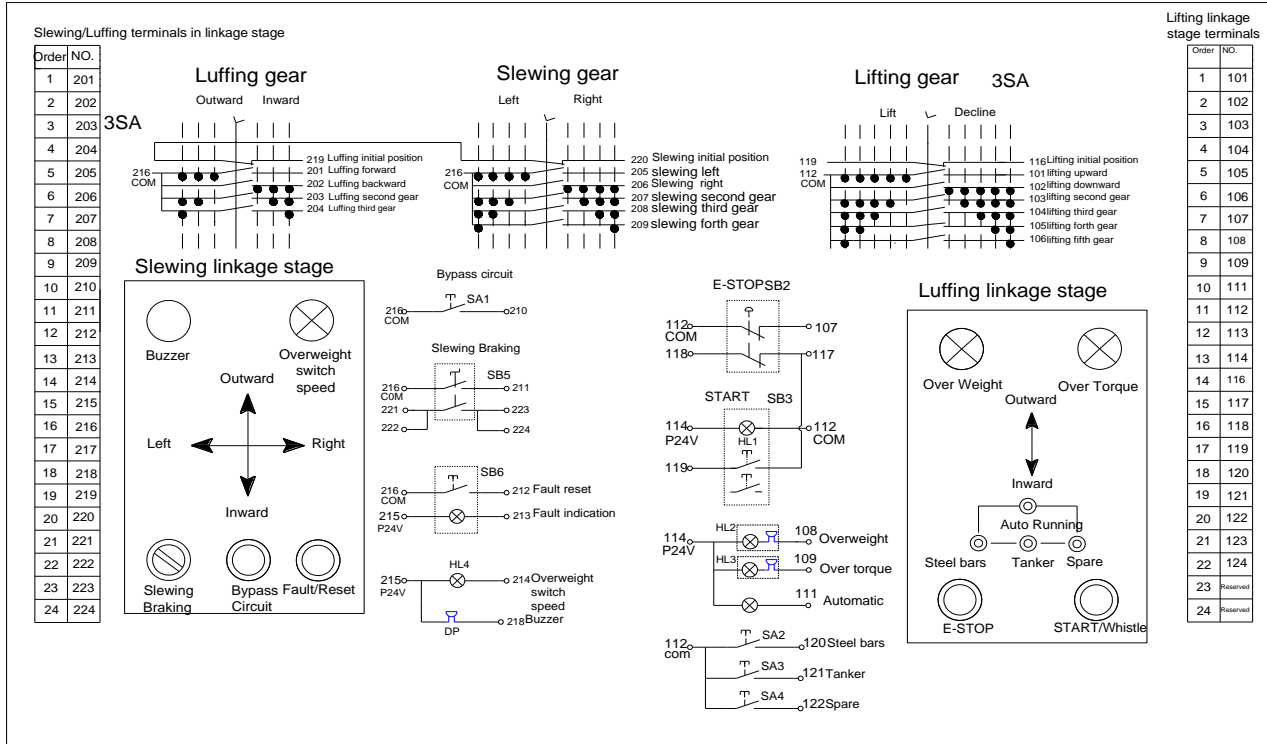 Slewing/Luffing terminals in linkage stage
Order NO.
1 201
2 202
3 203
4 204
5 205
6 206
7 207
8 208
9 209
10 210
11 211
12 212
13 213
14 214
15 215
16 216
17 217
18 218
19 219
20 220
21 221
22 222
23 223
24 224
3SA
Luffing gear
Outward Inward
216
COM
219 Luffing initial position
201 Luffing forward
202 Luffing backward
203 Luffing second gear
204 Luffing third gear
Slewing gear
Left Right
216
COM
220 Slewing initial position
205 slewing left
206 Slewing right
207 slewing second gear
208 slewing third gear
209 slewing forth gear
Lifting gear 3SA
Lift Decline
119
112
COM
116 Lifting initial position
101 lifting upward
102 lifting downward
103 lifting second gear
104 lifting third gear
105 lifting forth gear
106 lifting fifth gear
Lifting linkage
stage terminals
Order NO.
1 101
2 102
3 103
4 104
5 105
6 106
7 107
8 108
9 109
10 111
11 112
12 113
13 114
14 116
15 117
16 118
17 119
18 120
19 121
20 122
21 123
22 124
23 Reserved
24 Reserved
Slewing linkage stage
Buzzer
Overweight
switch
speed
Outward
Left Right
Inward
Slewing
Braking
Bypass
Circuit
Fault/Reset
Bypass circuit
SA1
216
COM
210
Slewing Braking
SB5
216
C0M
211
221 223
222 224
SB6
216
COM
212 Fault reset
215
P24V
213 Fault indication
HL4
215
P24V
214 Overweight
switch
speed
218 Buzzer
DP
E-STOP SB2
112
COM
107
118 117
START SB3
114
P24V
HL1
112
COM
119
HL2
114
P24V
108
Overweight
HL3
109
Over torque
111
Automatic
SA2
112
com
120 Steel bars
SA3
121 Tanker
SA4
122 Spare
Luffing linkage stage
Over Weight
Over Torque
Outward
Inward
Auto Running
Steel bars Tanker Spare
E-STOP
START/Whistle